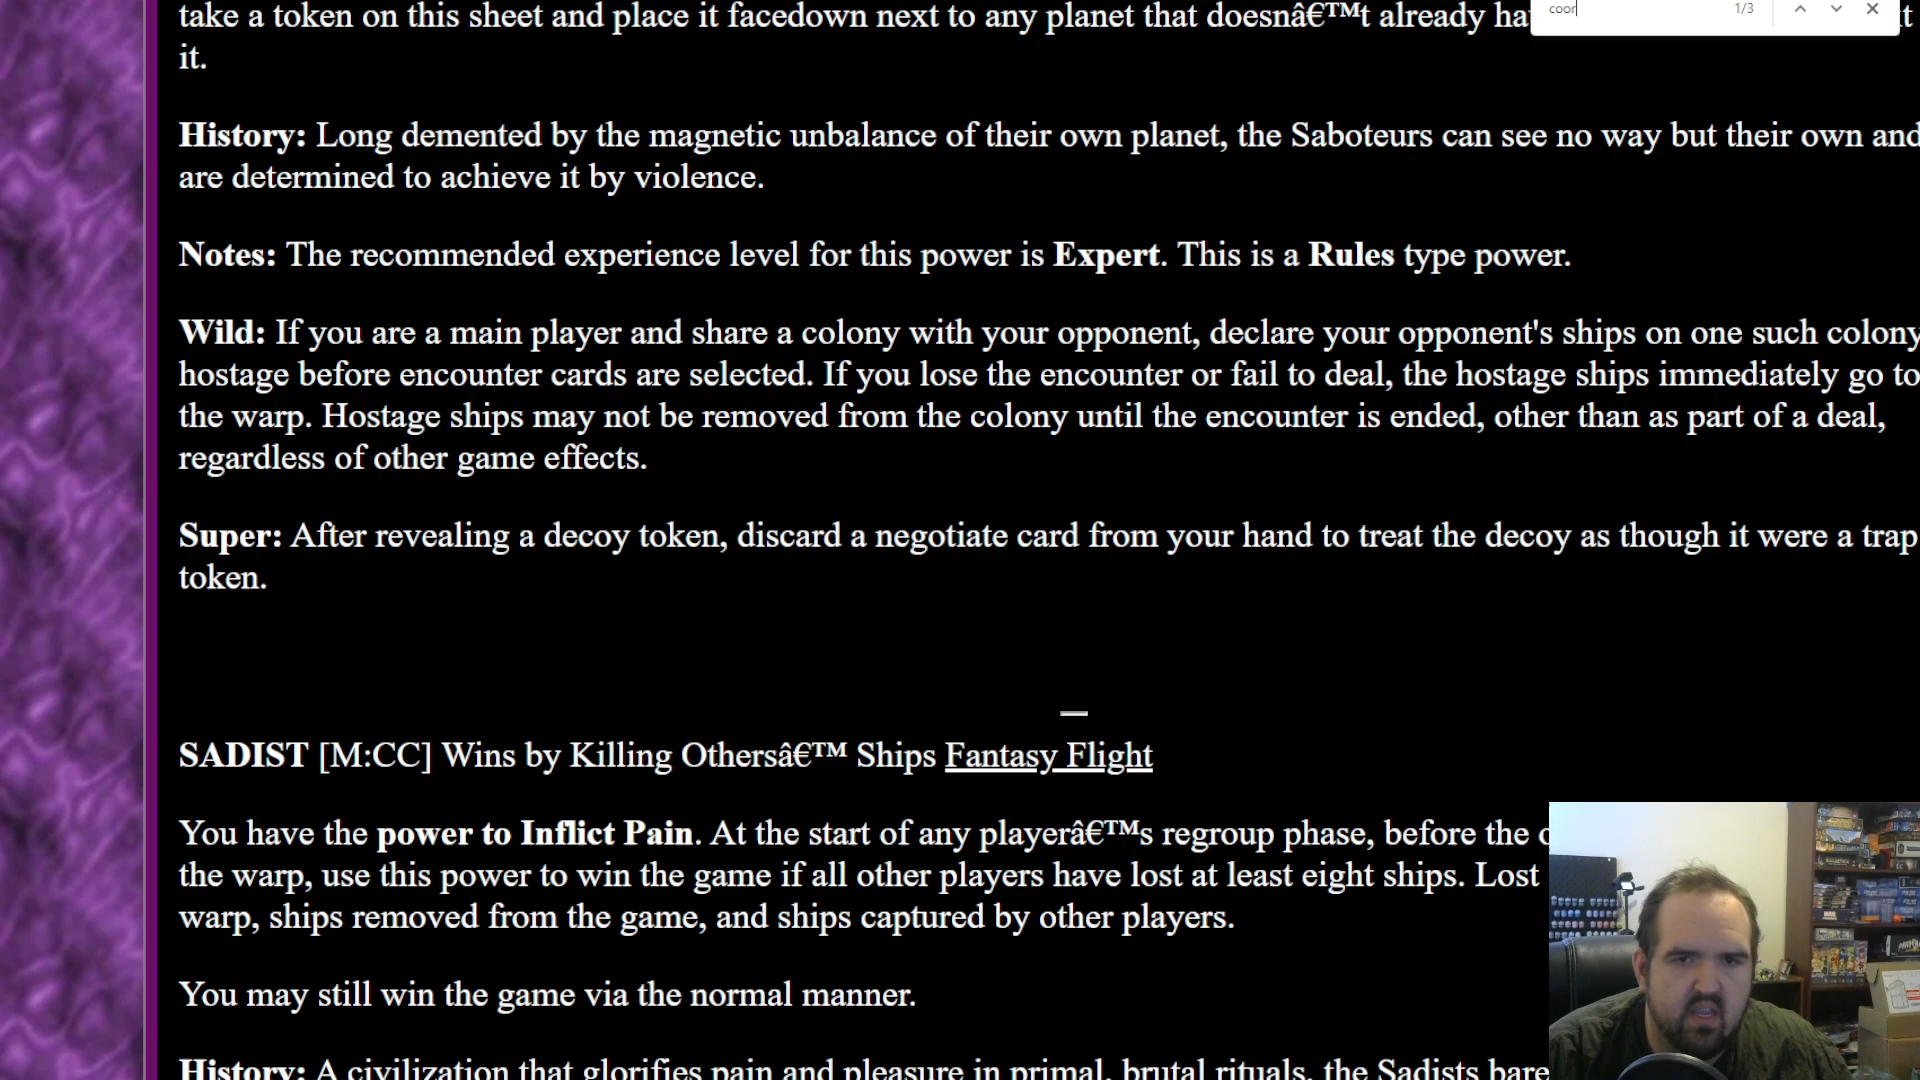 take a token on this sheet and place it facedown next to any planet that doesnâ€™t already ha
coor 1/3
it.
History: Long demented by the magnetic unbalance of their own planet, the Saboteurs can see no way but their own and
are determined to achieve it by violence.
Notes: The recommended experience level for this power is Expert. This is a Rules type power.
Wild: If you are a main player and share a colony with your opponent, declare your opponent's ships on one such colony
hostage before encounter cards are selected. If you lose the encounter or fail to deal, the hostage ships immediately go to
the warp. Hostage ships may not be removed from the colony until the encounter is ended, other than as part of a deal,
regardless of other game effects.
Super: After revealing a decoy token, discard a negotiate card from your hand to treat the decoy as though it were a trap
token.
SADIST [M:CC] Wins by Killing Othersâ€™ Ships Fantasy Flight
You have the power to Inflict Pain. At the start of any playerâ€™s regroup phase, before the
the warp, use this power to win the game if all other players have lost at least eight ships. Lost
warp, ships removed from the game, and ships captured by other players.
You may still win the game via the normal manner.
History: A civilization that glorifies pain and pleasure in primal, brutal rituals, the Sadists bare